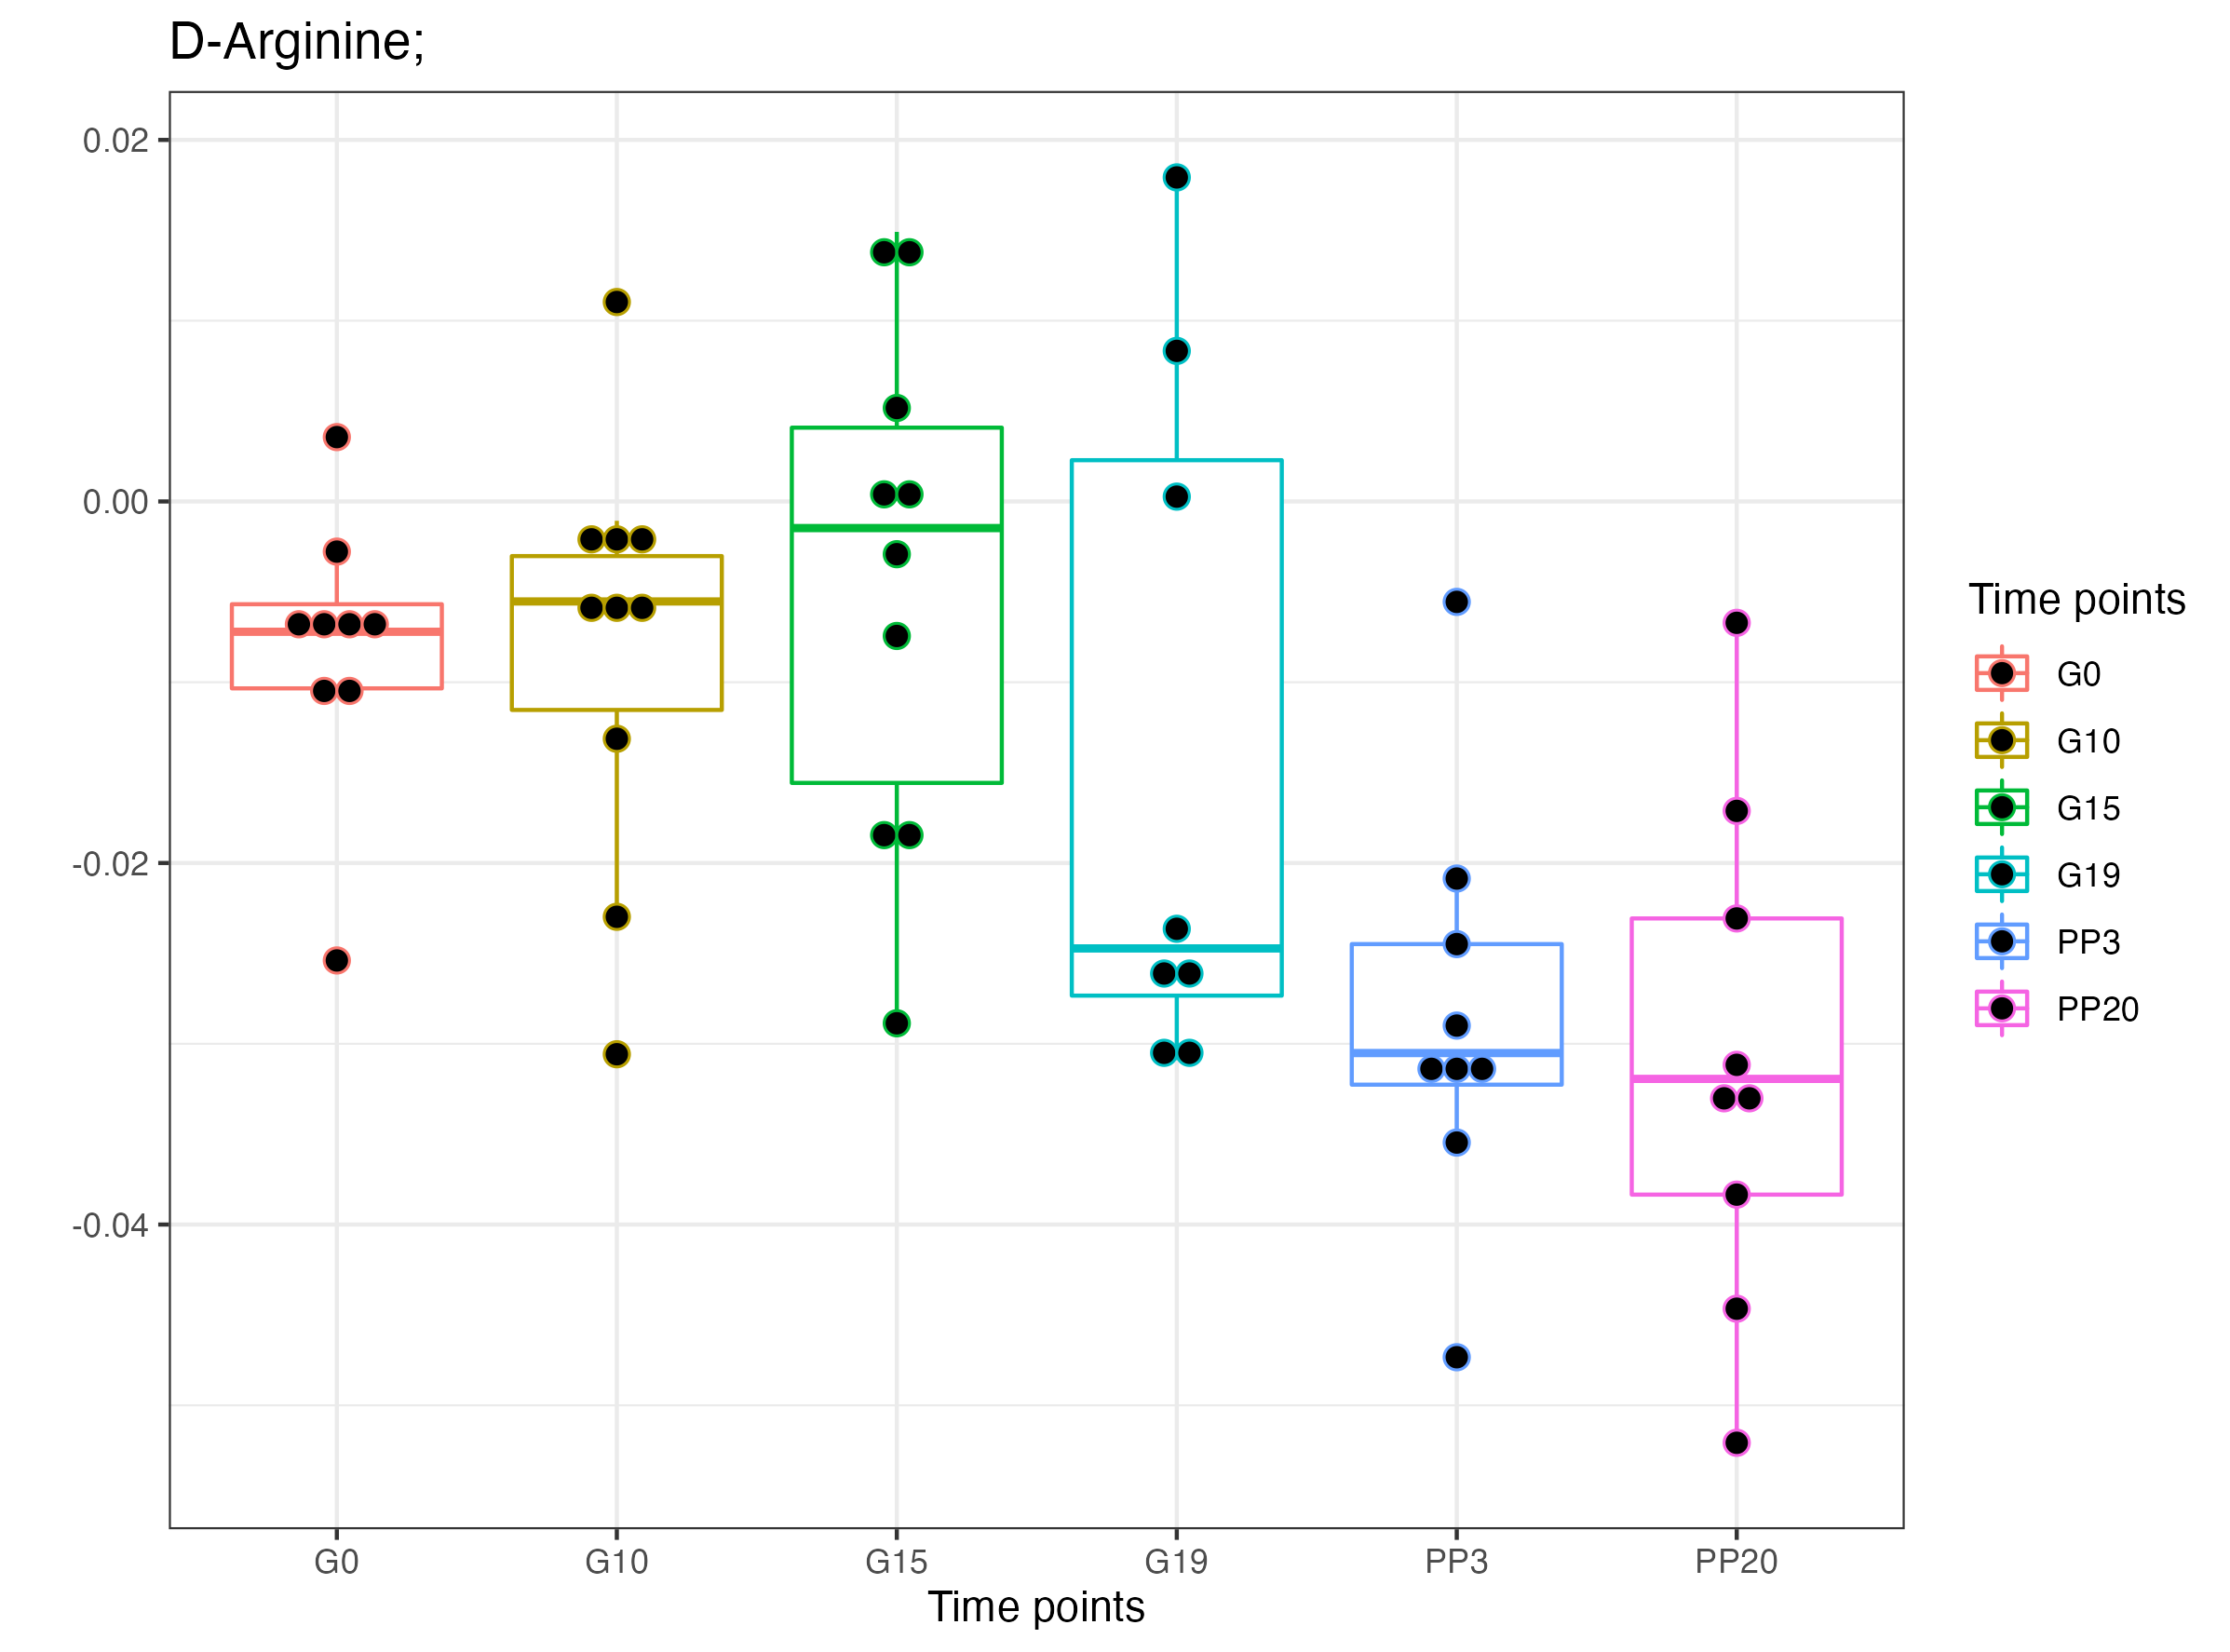 D-Arginine;
0.02
0.00
-0.02
-0.04
G0 G10 G15 G19 PP3 PP20
Time points
Time points
G0
G10
G15
G19
PP3
PP20